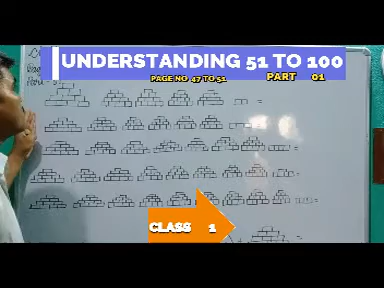 UNDERSTANDING 51 TO 100
PAGE NO. 47 TO 51
PART 01
CLASS 1